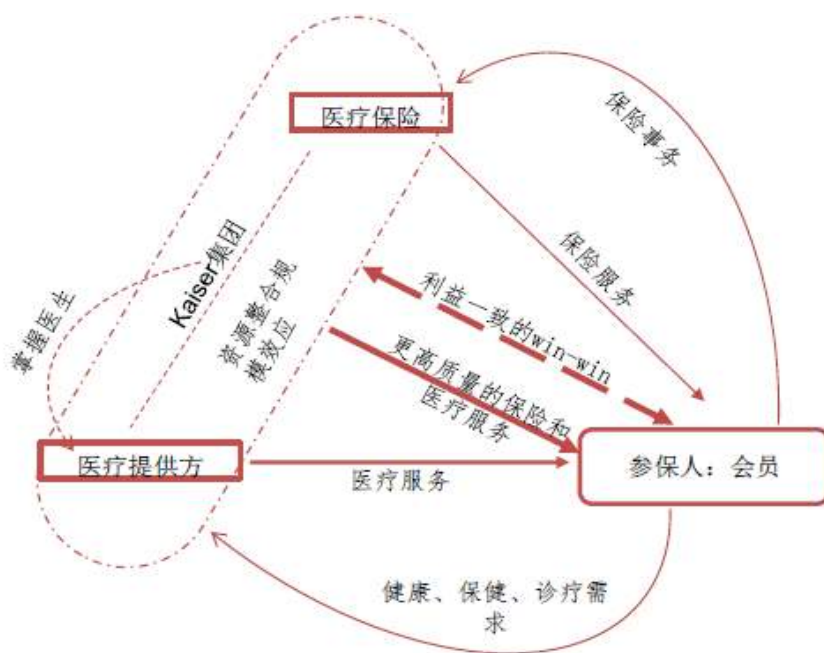 医疗保险
保险事务
Kaiser集团
资源整合规
模效应
掌握医生
保险服务
利益一致的win-win
更高质量的保险和
医疗服务
医疗提供方
医疗服务
参保人：会员
健康、保健、诊疗需
求